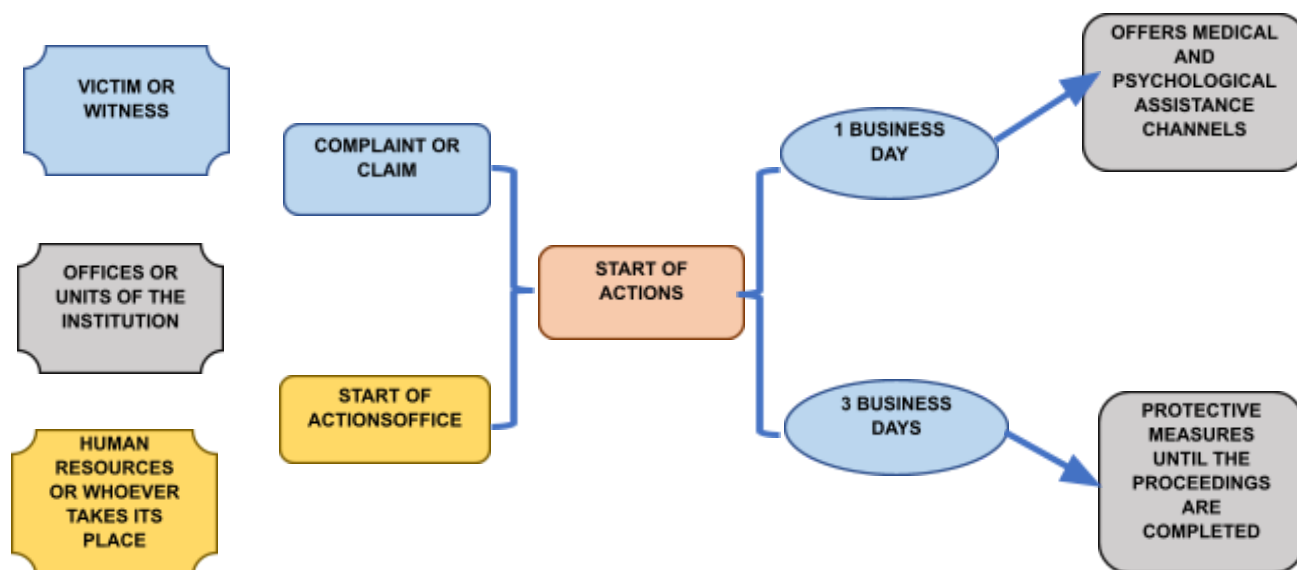 VICTIM OR
WITNESS
OFFICES OR
UNITS OF THE
INSTITUTION
HUMAN
RESOURCES
OR WHOEVER
TAKES ITS
PLACE
COMPLAINT OR
CLAIM
START OF
ACTIONSOFFICE
START OF
ACTIONS
1 BUSINESS
DAY
3 BUSINESS
DAYS
OFFERS MEDICAL
AND
PSYCHOLOGICAL
ASSISTANCE
CHANNELS
PROTECTIVE
MEASURES
UNTIL THE
PROCEEDINGS
ARE
COMPLETED